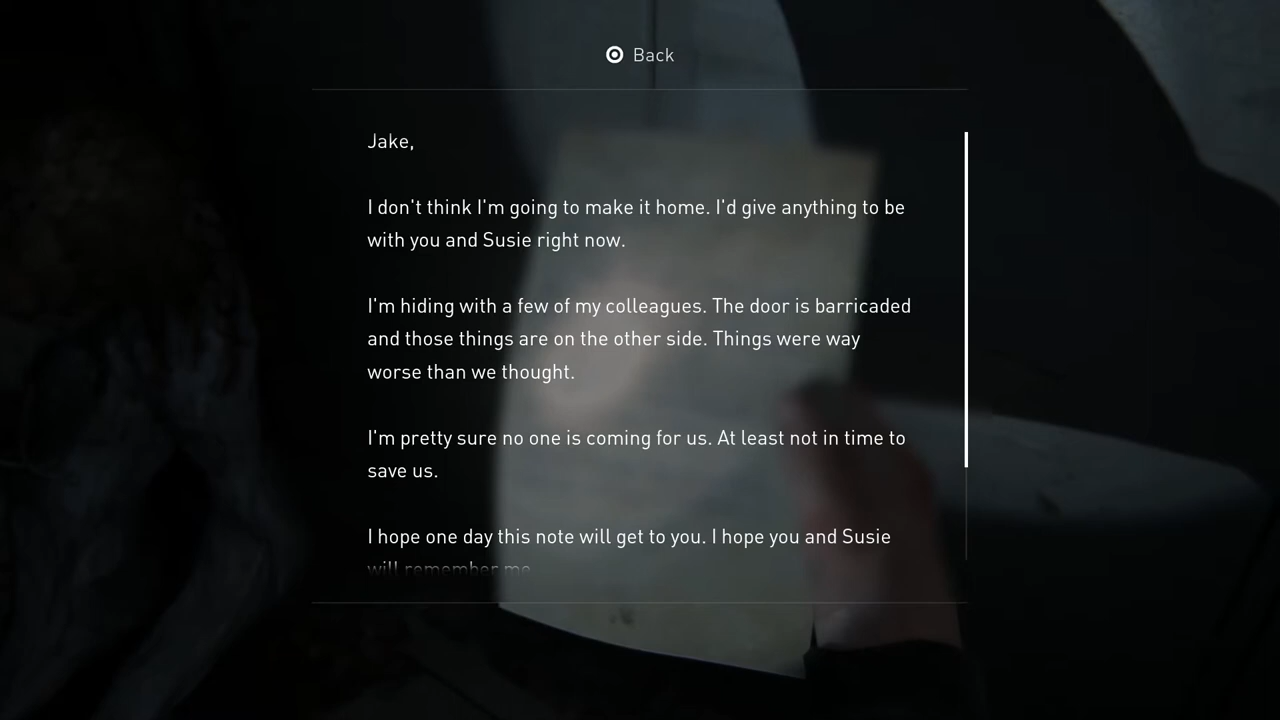 Back
Jake,
I don't think I'm going to make it home. I'd give anything to be
with you and Susie right now.
I'm hiding with a few of my colleagues. The door is barricaded
and those things are on the other side. Things were way
worse than we thought.
I'm pretty sure no one is coming for us. At least not in time to
save us.
I hope one day this note will get to you. I hope you and Susie
will remember me